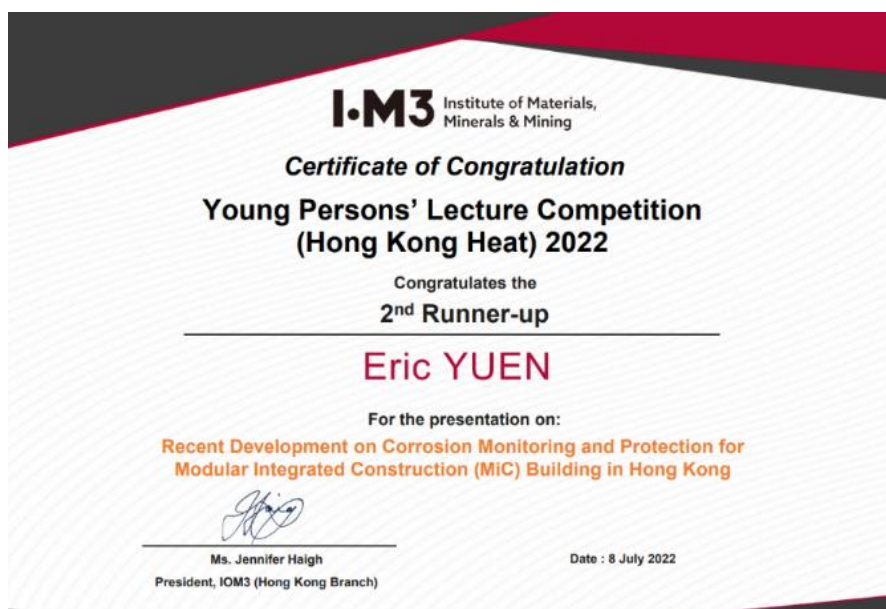 I·M3 Institute of Materials,
Minerals & Mining
Certificate of Congratulation
Young Persons’ Lecture Competition
(Hong Kong Heat) 2022
Congratulates the
2nd Runner-up
Eric YUEN
For the presentation on:
Recent Development on Corrosion Monitoring and Protection for
Modular Integrated Construction (MiC) Building in Hong Kong
Ms. Jennifer Haigh
President, IOM3 (Hong Kong Branch)
Date : 8 July 2022